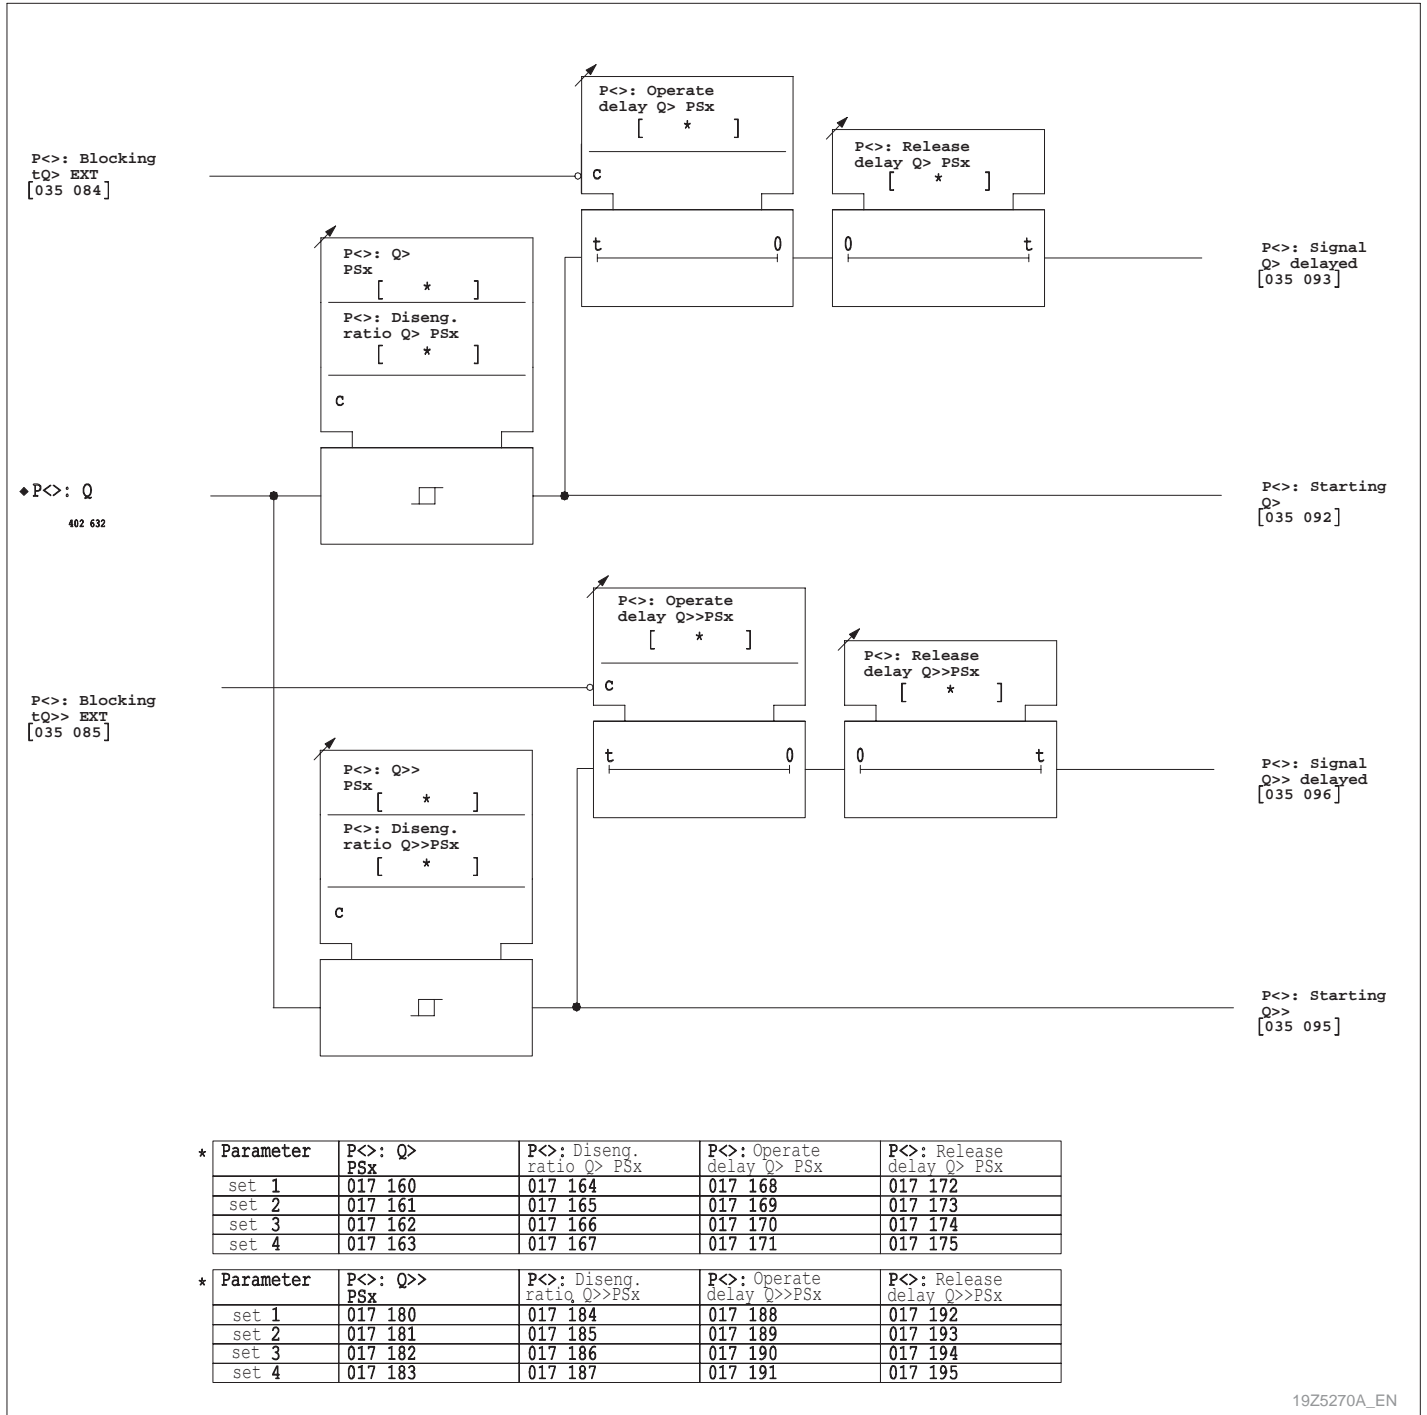 P<>: Operate
delay Q> PSx
[ * ]
C
P<>: Release
delay Q> PSx
[ * ]
P<>: Blocking
tQ> EXT
[035 084]
t 0
0 t
P<>: Signal
Q> delayed
[035 093]
P<>: Q>
PSx
[ * ]
P<>: Diseng.
ratio Q> PSx
[ * ]
C
P<>: Q
402 632
P<>: Starting
Q>
[035 092]
P<>: Operate
delay Q>>PSx
[ * ]
C
P<>: Release
delay Q>>PSx
[ * ]
P<>: Blocking
tQ>> EXT
[035 085]
t 0
0 t
P<>: Signal
Q>> delayed
[035 096]
P<>: Q>>
PSx
[ * ]
P<>: Diseng.
ratio Q>>PSx
[ * ]
C
P<>: Starting
Q>>
[035 095]
* Parameter P<>: Q> PSx P<>: Diseng. ratio Q> PSx P<>: Operate delay Q> PSx P<>: Release delay Q> PSx
set 1 017 160 017 164 017 168 017 172
set 2 017 161 017 165 017 169 017 173
set 3 017 162 017 166 017 170 017 174
set 4 017 163 017 167 017 171 017 175
* Parameter P<>: Q>> PSx P<>: Diseng. ratio Q>>PSx P<>: Operate delay Q>>PSx P<>: Release delay Q>>PSx
set 1 017 180 017 184 017 188 017 192
set 2 017 181 017 185 017 189 017 193
set 3 017 182 017 186 017 190 017 194
set 4 017 183 017 187 017 191 017 195
19Z5270A_EN